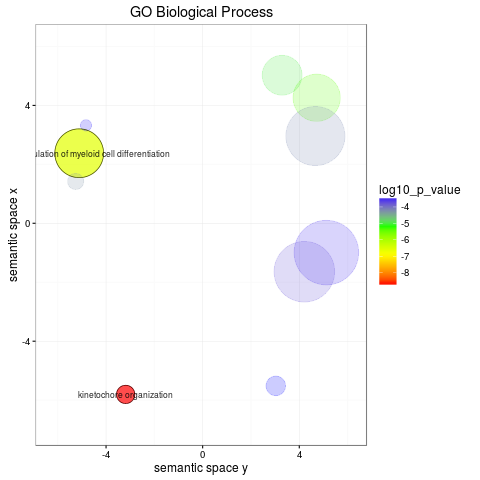 GO Biological Process
4
0
-4
-4
0
4
semantic space x
semantic space y
of myeloid cell differentiation
kinetochore organization
log10_p_value
-4
-5
-6
-7
-8